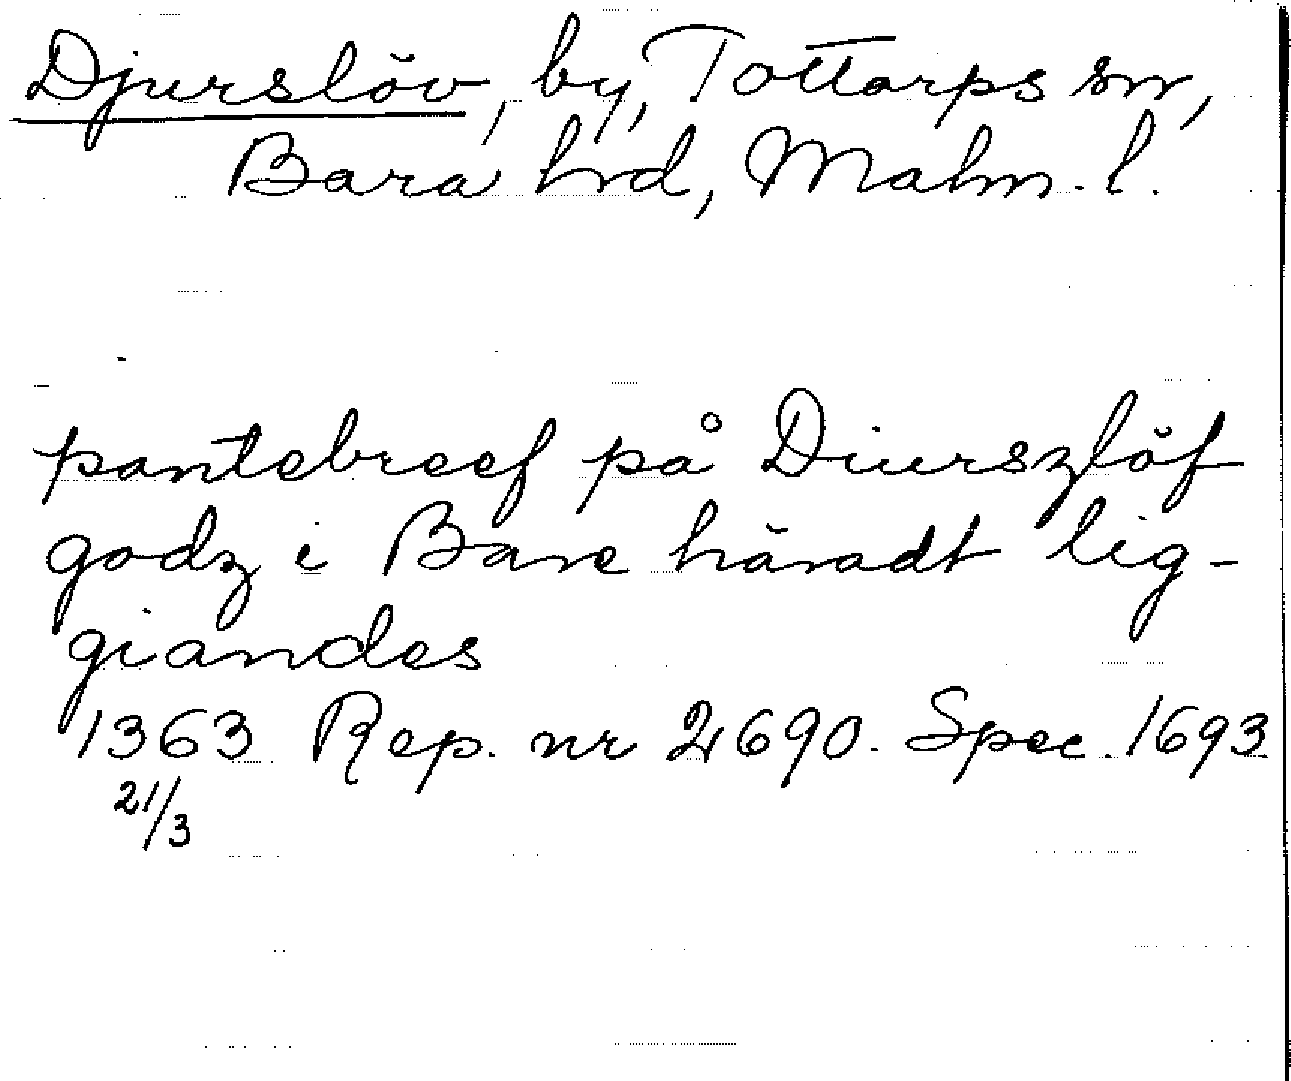 Djurslöv, by, Tottarps sn,
Bara hrd, Malm. l.
pantebreef på Diurszlöf
godz i Bare häradt lig-
giandes
1363 Rep. nr 2690. Spec. 1693
21/3